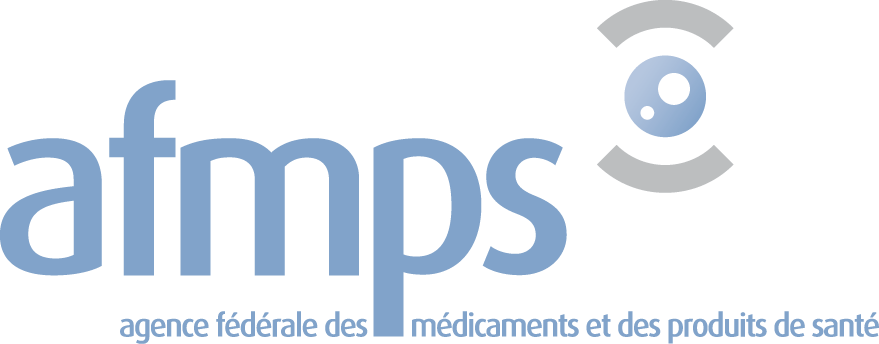 afmps
agence fédérale des médicaments et des produits de santé